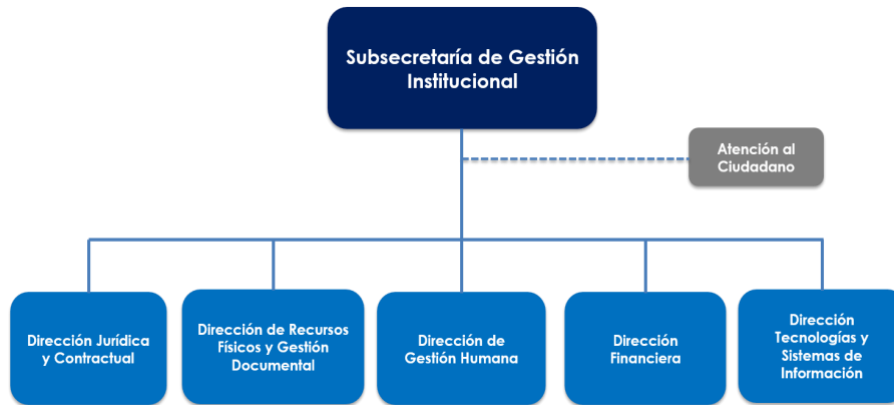 Subsecretaría de Gestión
Institucional
Atención al
Ciudadano
Dirección Jurídica
y Contractual
Dirección de Recursos
Físicos y Gestión
Documental
Dirección de
Gestión Humana
Dirección
Financiera
Dirección
Tecnologías y
Sistemas de
Información